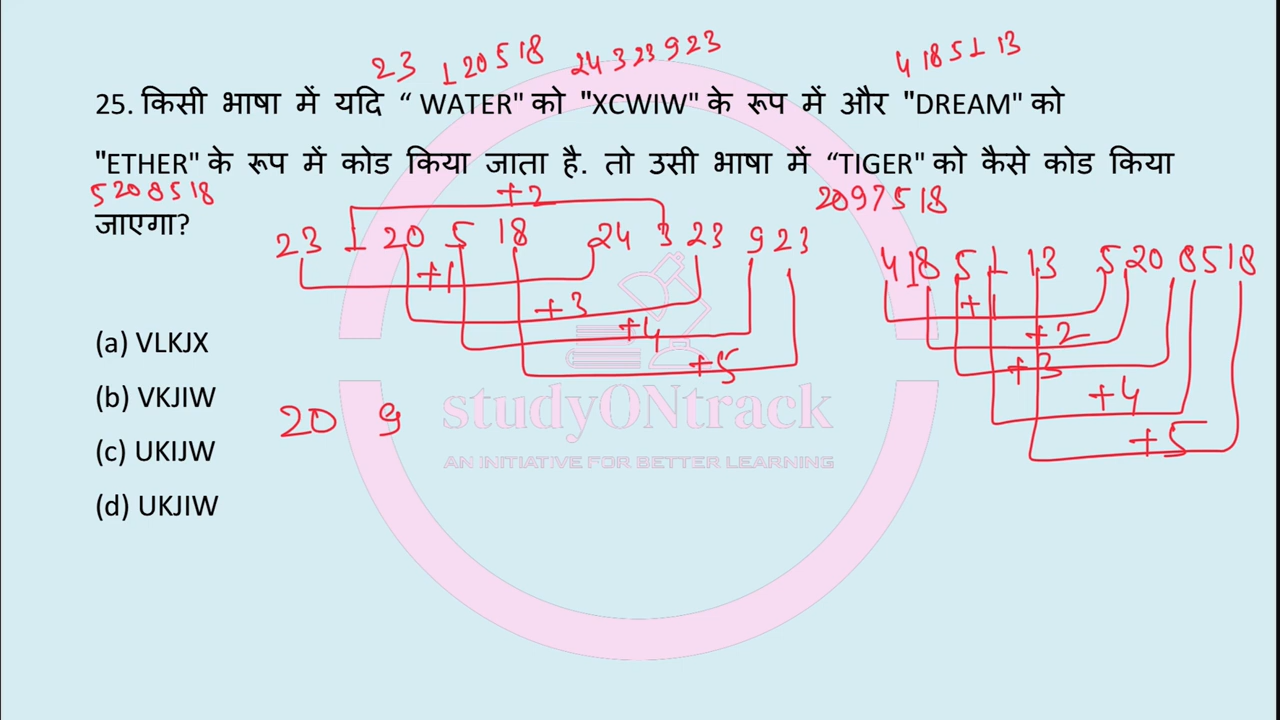 23 1 20 5 18 24 3 23 9 23 4 18 5 1 13
25. किसी भाषा में यदि “ WATER" को "XCWIW" के रूप में और "DREAM" को
"ETHER" के रूप में कोड किया जाता है. तो उसी भाषा में “TIGER" को कैसे कोड किया
5 20 8 5 18 +2 20 9 7 5 18
जाएगा?
23 1 20 5 18 24 3 23 9 23 4 18 5 1 13 5 20 8 5 18
+1 +1
+3 +2
+4 +3
+5 +4
+5
(a) VLKJX
(b) VKJIW
20 9
studyONtrack
AN INITIATIVE FOR BETTER LEARNING
(c) UKIJW
(d) UKJIW